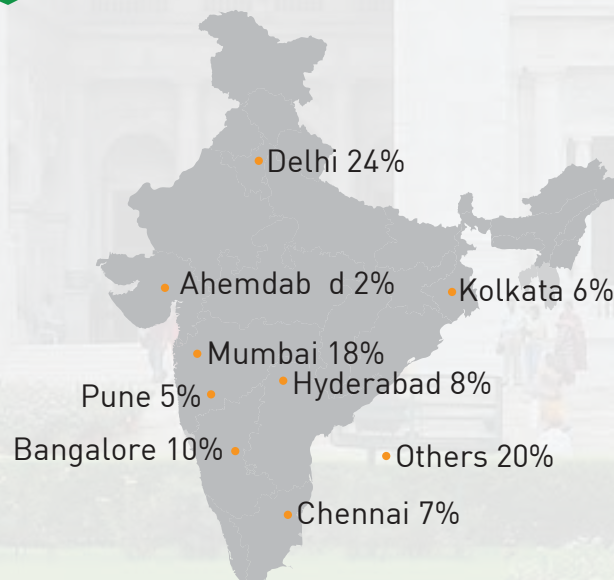 Delhi 24%
Ahemdab d 2%
Kolkata 6%
Mumbai 18%
Hyderabad 8%
Pune 5%
Bangalore 10%
Others 20%
Chennai 7%